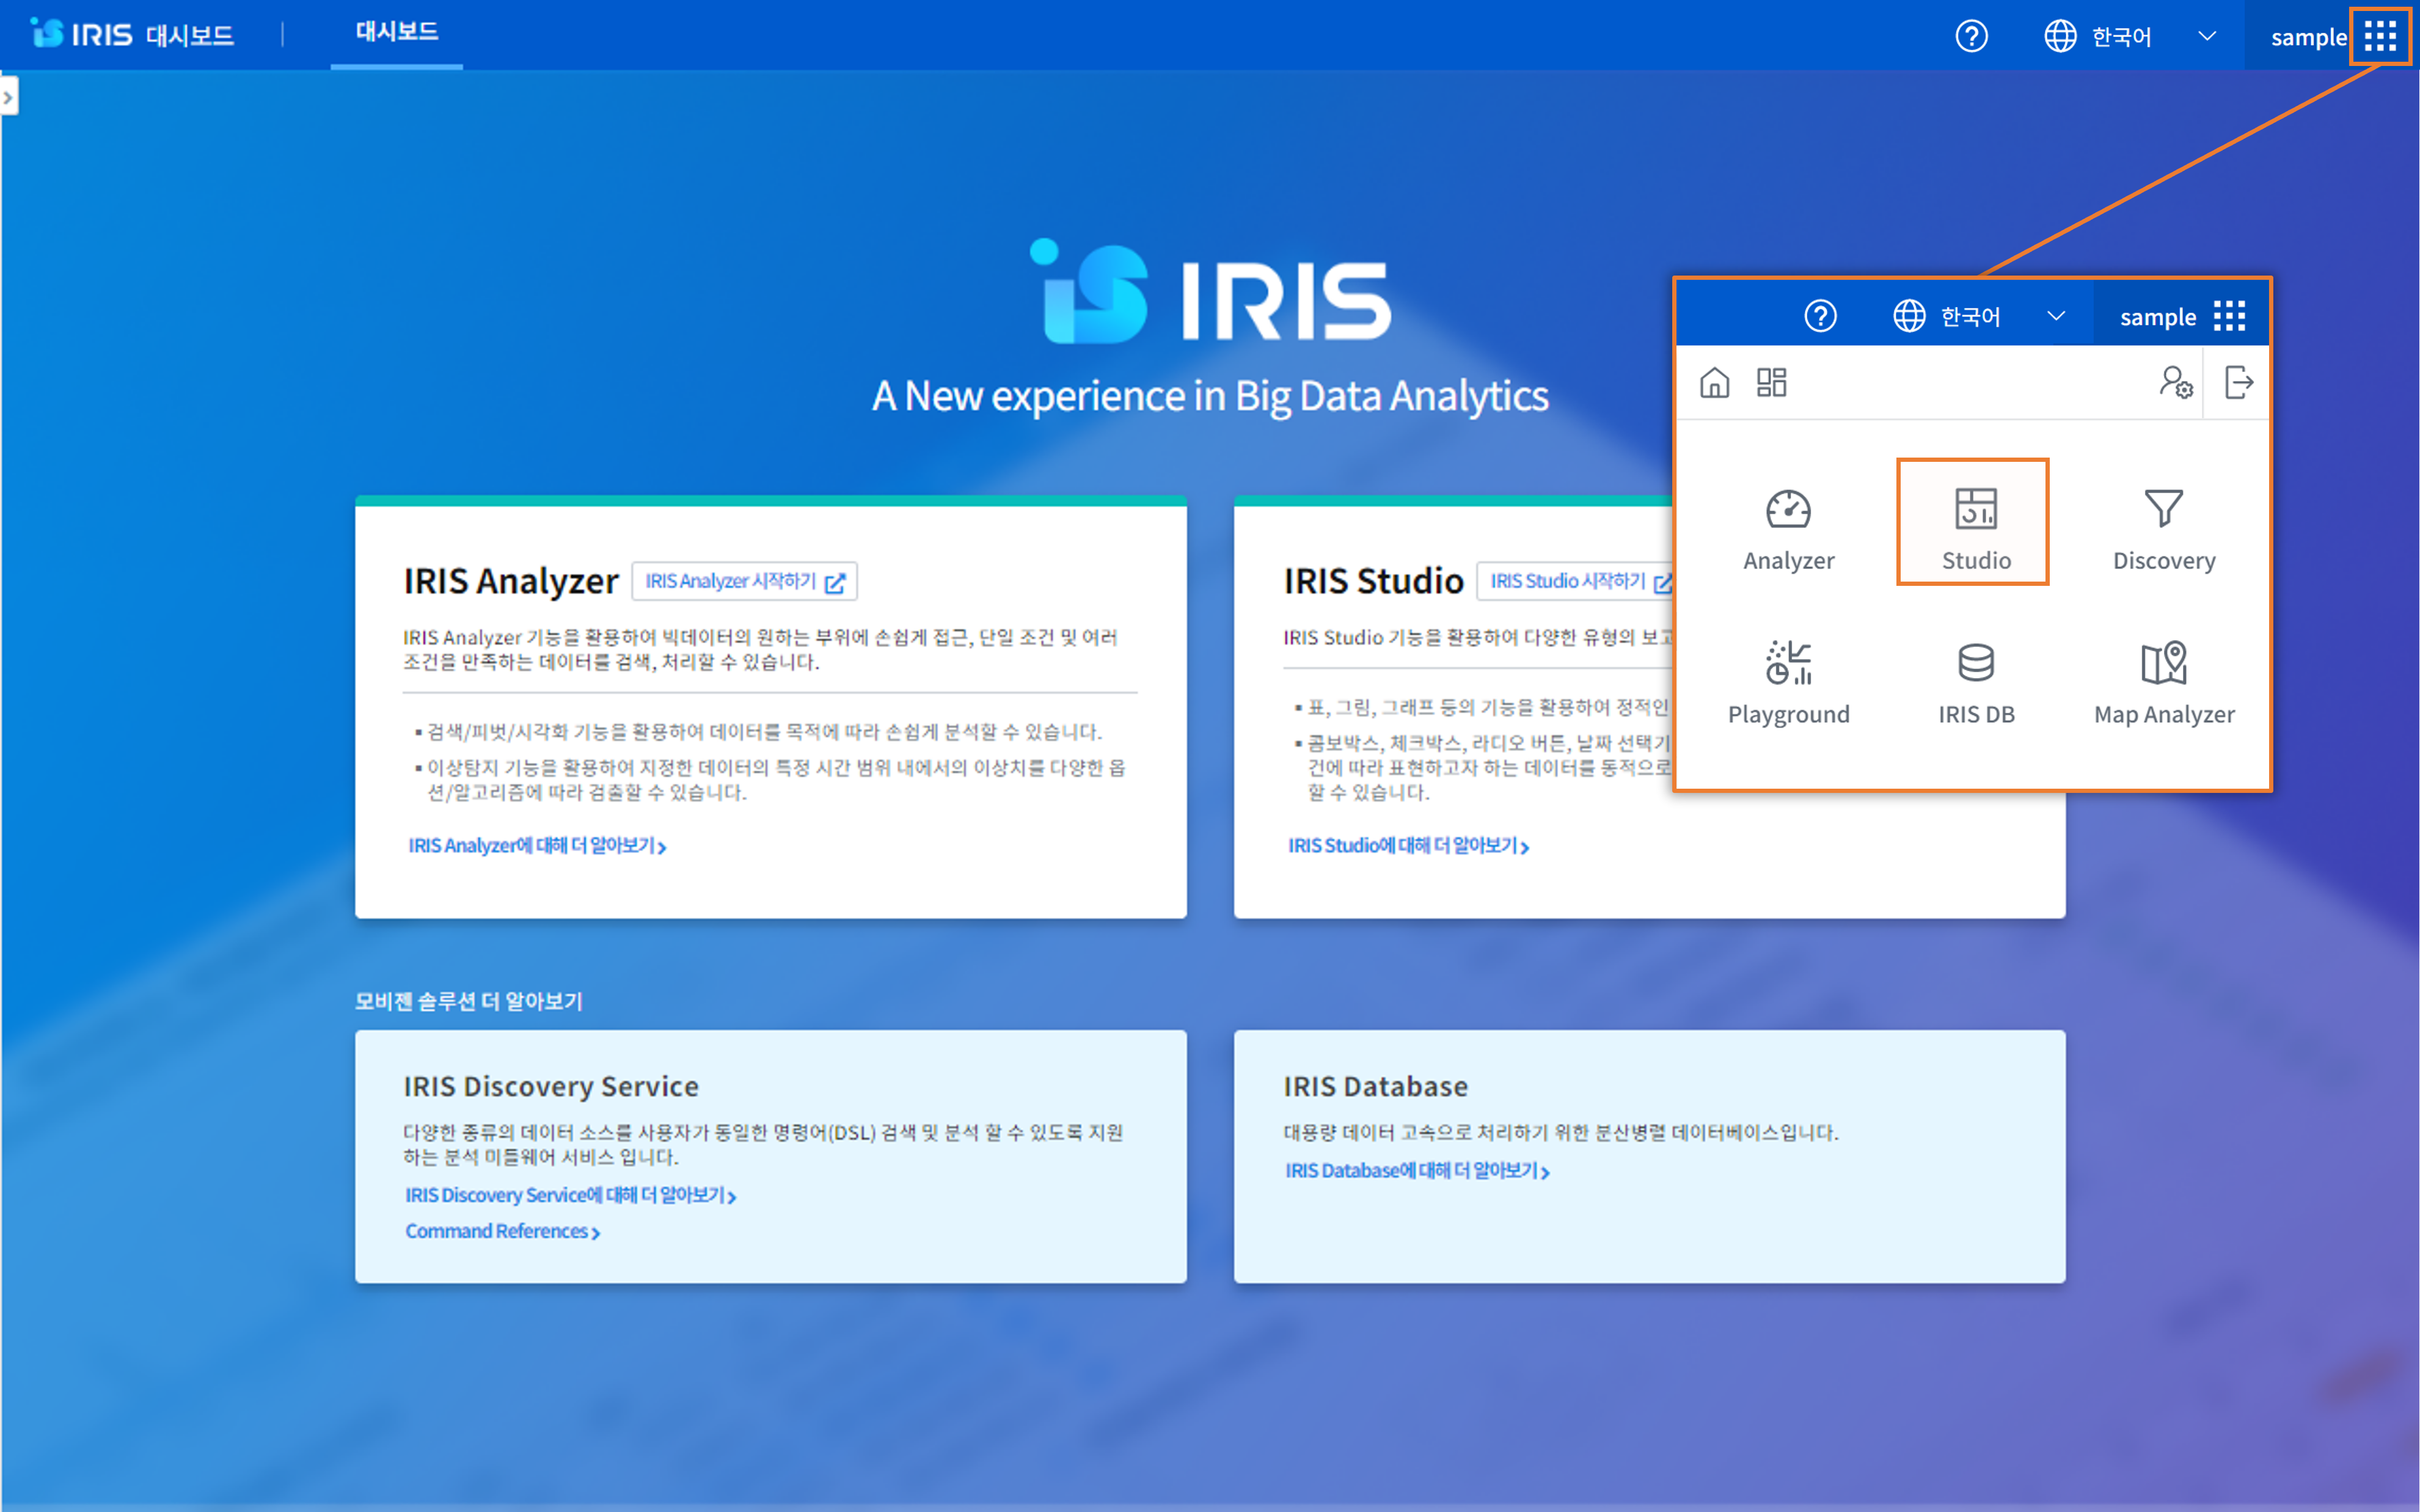 IRIS 대시보드
대시보드
한국어
sample
IRIS
A New experience in Big Data Analytics
한국어
sample
Analyzer
Studio
Discovery
Playground
IRIS DB
Map Analyzer
IRIS Analyzer
IRIS Analyzer 시작하기
IRIS Analyzer 기능을 활용하여 빅데이터의 원하는 부위에 손쉽게 접근, 단일 조건 및 여러
조건을 만족하는 데이터를 검색, 처리할 수 있습니다.
▪ 검색/피벗/시각화 기능을 활용하여 데이터를 목적에 따라 손쉽게 분석할 수 있습니다.
▪ 이상탐지 기능을 활용하여 지정한 데이터의 특정 시간 범위 내에서의 이상치를 다양한 옵
션/알고리즘에 따라 검출할 수 있습니다.
IRIS Analyzer에 대해 더 알아보기
IRIS Studio
IRIS Studio 시작하기
IRIS Studio 기능을 활용하여 다양한 유형의 보고
▪ 표, 그림, 그래프 등의 기능을 활용하여 정적인
▪ 콤보박스, 체크박스, 라디오 버튼, 날짜 선택기
건에 따라 표현하고자 하는 데이터를 동적으로
할 수 있습니다.
IRIS Studio에 대해 더 알아보기
모비젠 솔루션 더 알아보기
IRIS Discovery Service
다양한 종류의 데이터 소스를 사용자가 동일한 명령어(DSL) 검색 및 분석 할 수 있도록 지원
하는 분석 미들웨어 서비스 입니다.
IRIS Discovery Service에 대해 더 알아보기
Command References
IRIS Database
대용량 데이터 고속으로 처리하기 위한 분산병렬 데이터베이스입니다.
IRIS Database에 대해 더 알아보기